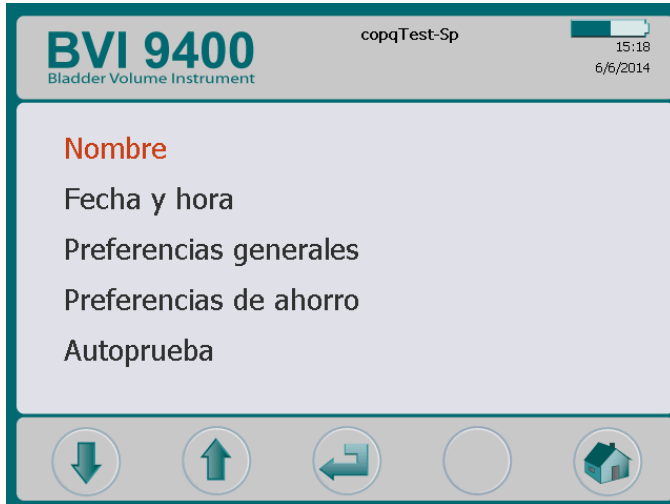 BVI 9400
Bladder Volume Instrument
copqTest-Sp
15:18
6/6/2014
Nombre
Fecha y hora
Preferencias generales
Preferencias de ahorro
Autoprueba